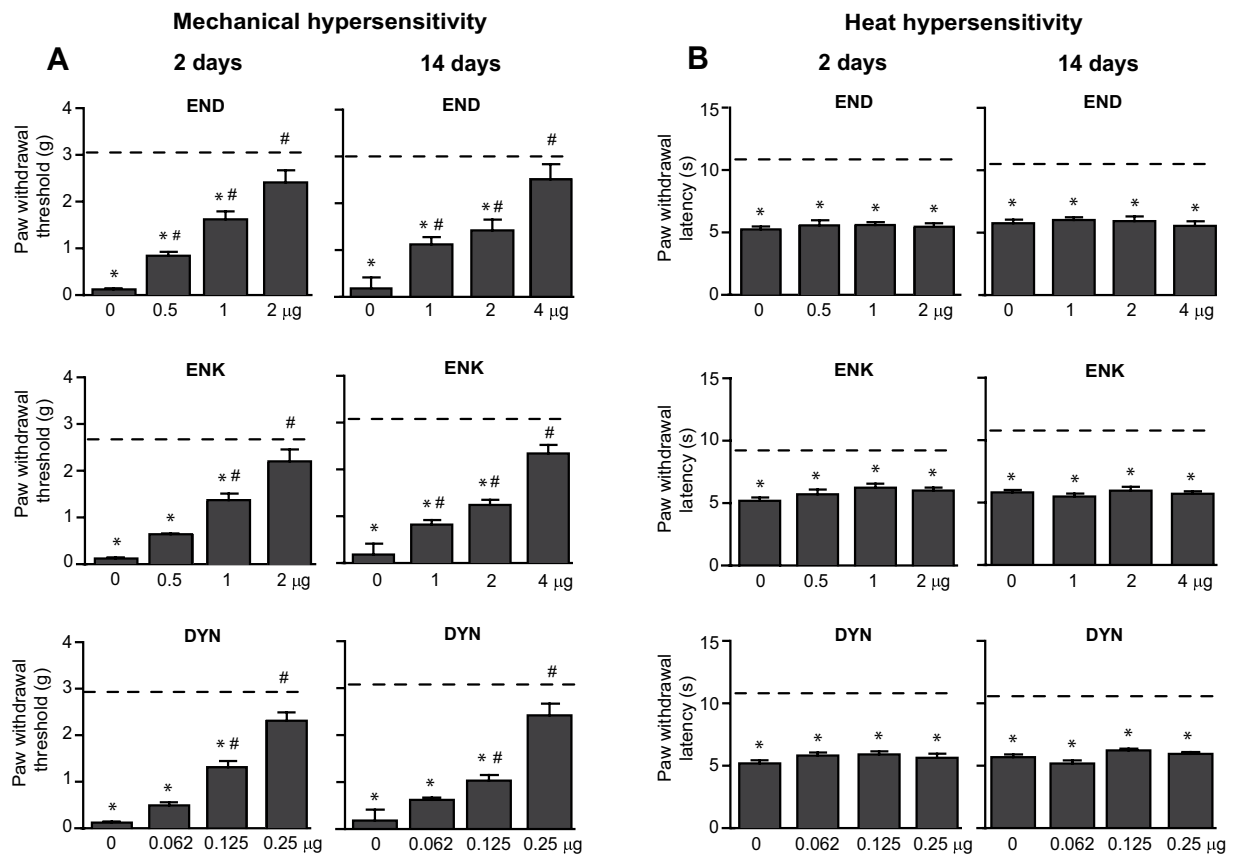 Mechanical hypersensitivity
A
2 days
14 days
END
END
Paw withdrawal
threshold (g)
4
3
2
1
0
#
* #
* #
*
0 0.5 1 2 μg
#
* #
* #
*
0 1 2 4 μg
ENK
ENK
Paw withdrawal
threshold (g)
4
3
2
1
0
#
* #
*
*
0 0.5 1 2 μg
#
* #
* #
*
0 1 2 4 μg
DYN
DYN
Paw withdrawal
threshold (g)
4
3
2
1
0
#
* #
*
*
0 0.062 0.125 0.25 μg
#
* #
*
*
0 0.062 0.125 0.25 μg
Heat hypersensitivity
B
2 days
14 days
END
END
Paw withdrawal
latency (s)
15
10
5
0
* * * *
0 0.5 1 2 μg
* * * *
0 1 2 4 μg
ENK
ENK
Paw withdrawal
latency (s)
15
10
5
0
* * * *
0 0.5 1 2 μg
* * * *
0 1 2 4 μg
DYN
DYN
Paw withdrawal
latency (s)
15
10
5
0
* * * *
0 0.062 0.125 0.25 μg
* * * *
0 0.062 0.125 0.25 μg